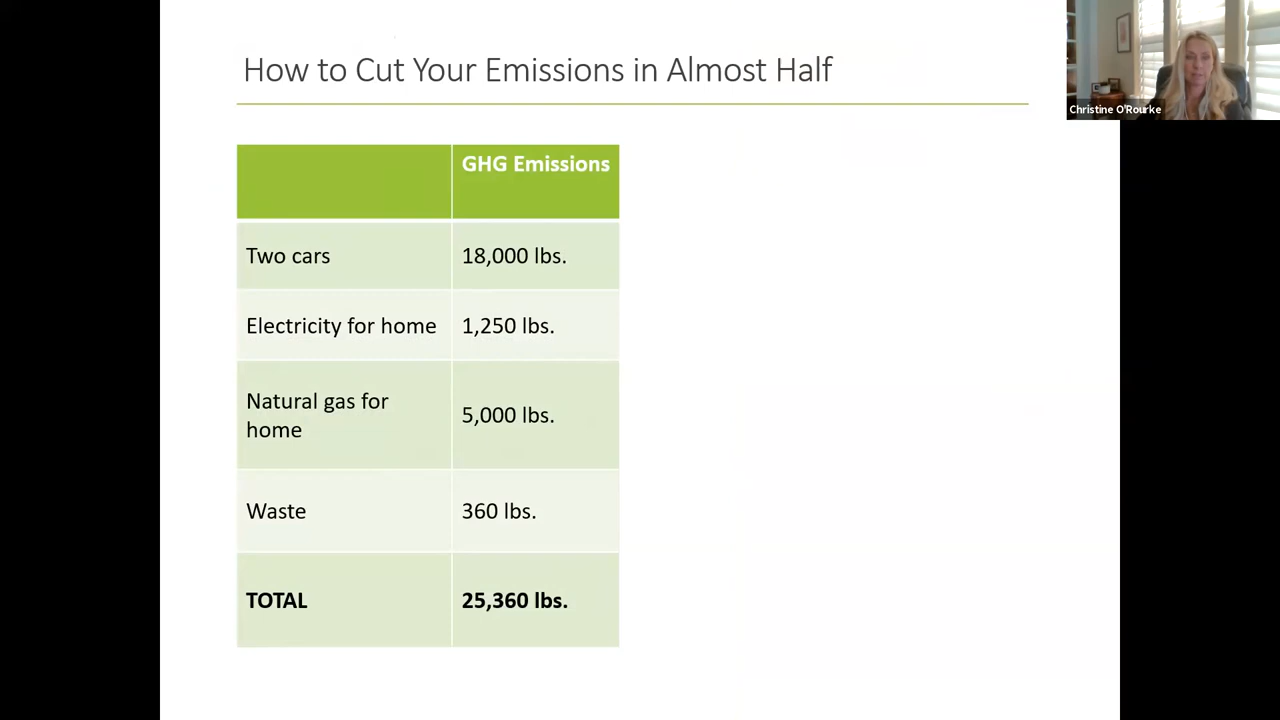 How to Cut Your Emissions in Almost Half
Christine O'Rourke
GHG Emissions
Two cars 18,000 lbs.
Electricity for home 1,250 lbs.
Natural gas for
home
5,000 lbs.
Waste 360 lbs.
TOTAL 25,360 lbs.